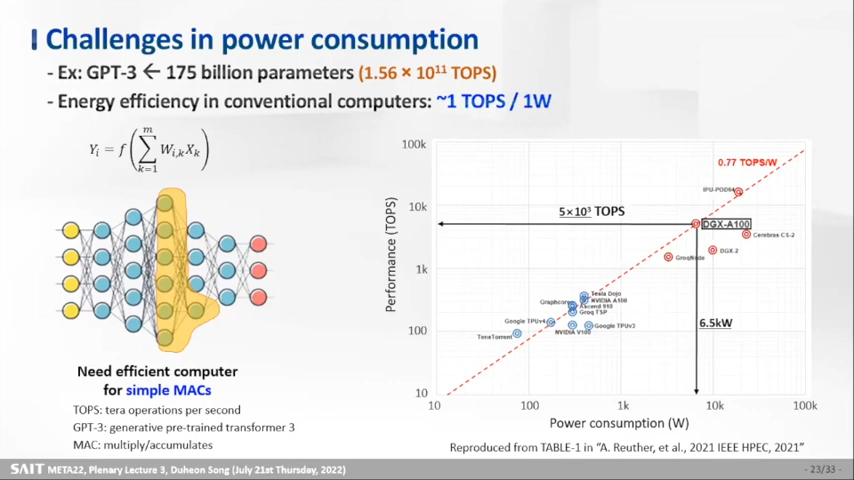 Challenges in power consumption
- Ex: GPT-3 ← 175 billion parameters (1.56 × 10¹¹ TOPS)
- Energy efficiency in conventional computers: ~1 TOPS / 1W
Yᵢ = f(∑ᵐₖ₌₁ Wᵢ,ₖXₖ)
Need efficient computer
for simple MACs
TOPS: tera operations per second
GPT-3: generative pre-trained transformer 3
MAC: multiply/accumulates
Performance (TOPS)
100k
10k
1k
100
10
0.77 TOPS/W
IPU-POD64
5×10³ TOPS
DGX-A100
Cerebras CS-2
DGX-2
GroqNode
Tesla Dojo
NVIDIA A100
Graphcore
Ascend 910
Groq TSP
Google TPUv4
Google TPUv3
NVIDIA V100
TensTorrent
6.5kW
10 100 1k 10k 100k
Power consumption (W)
Reproduced from TABLE-1 in “A. Reuther, et al., 2021 IEEE HPEC, 2021”
SAIT META22, Plenary Lecture 3, Duheon Song (July 21st Thursday, 2022)
- 23/33 -